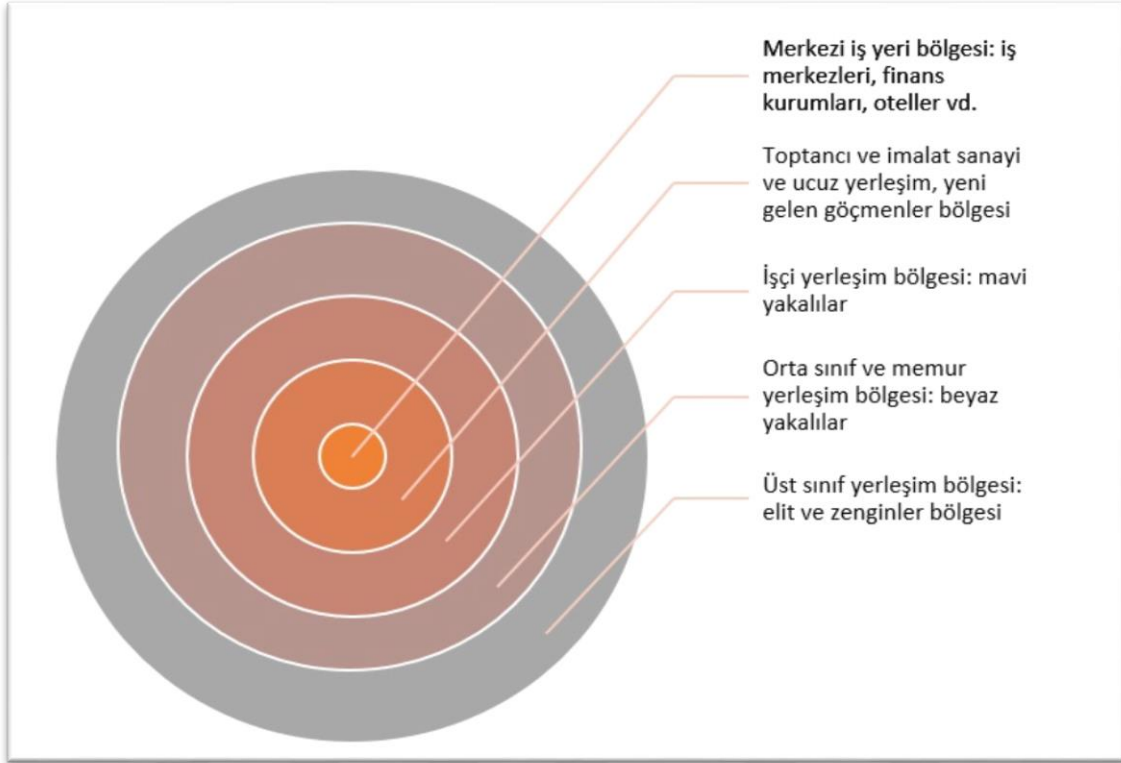 Merkezi iş yeri bölgesi: iş
merkezleri, finans
kurumları, oteller vd.
Toptancı ve imalat sanayi
ve ucuz yerleşim, yeni
gelen göçmenler bölgesi
İşçi yerleşim bölgesi: mavi
yakalılar
Orta sınıf ve memur
yerleşim bölgesi: beyaz
yakalılar
Üst sınıf yerleşim bölgesi:
elit ve zenginler bölgesi